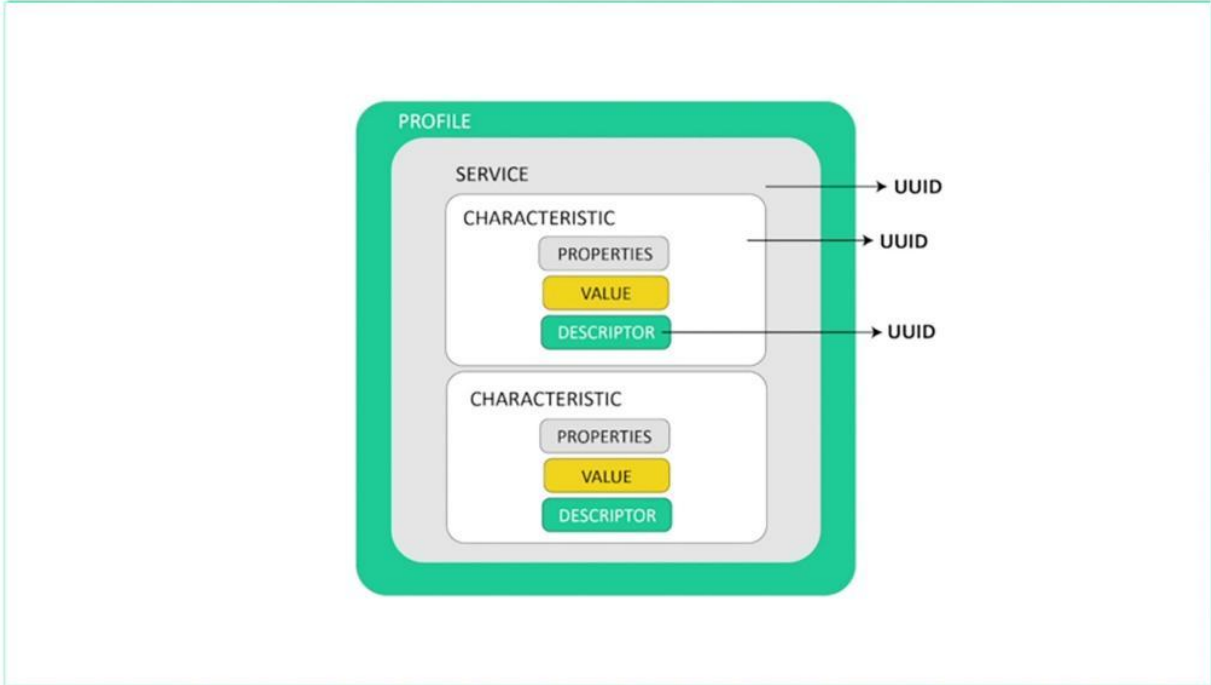 PROFILE
SERVICE
UUID
CHARACTERISTIC
UUID
PROPERTIES
VALUE
DESCRIPTOR
UUID
CHARACTERISTIC
PROPERTIES
VALUE
DESCRIPTOR